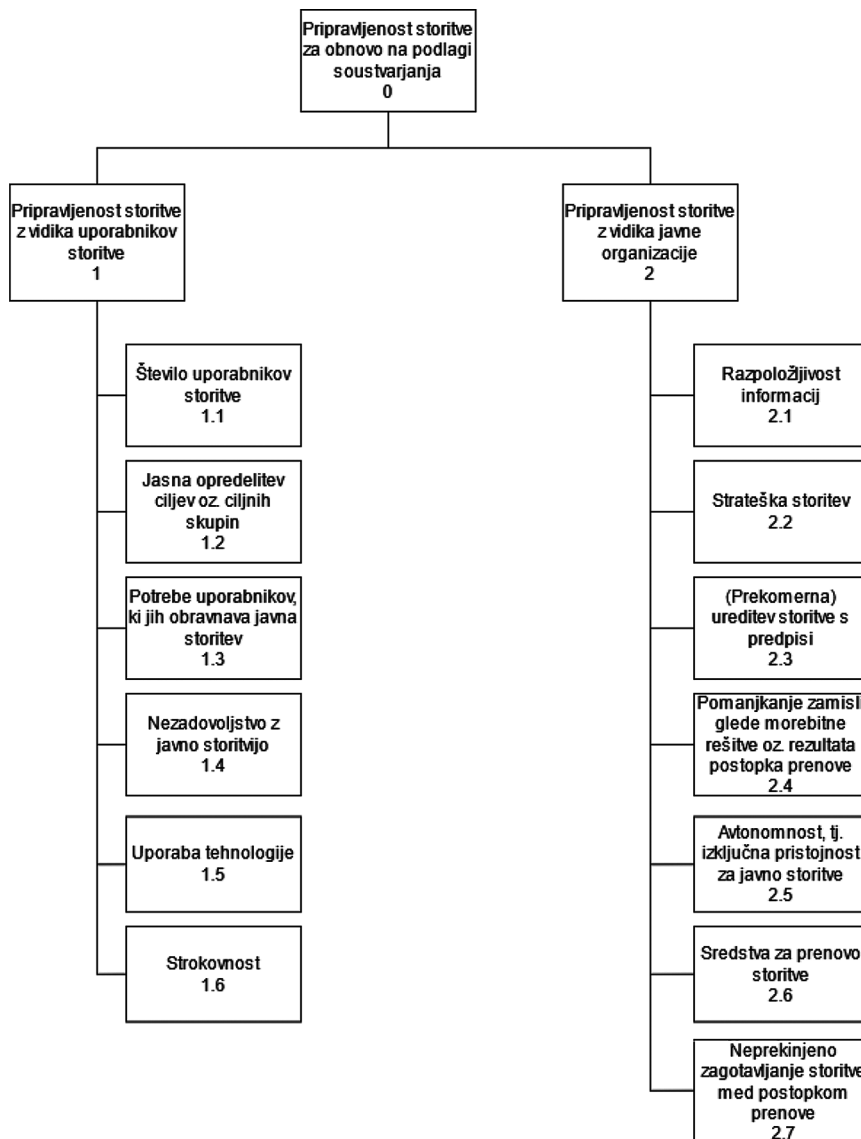 Pripravljenost storitve
za obnovo na podlagi
soustvarjanja
0
Pripravljenost storitve
z vidika uporabnikov
storitve
1
Število uporabnikov
storitve
1.1
Jasna opredelitev
ciljev oz. ciljnih
skupin
1.2
Potrebe uporabnikov,
ki jih obravnava javna
storitev
1.3
Nezadovoljstvo z
javno storitvijo
1.4
Uporaba tehnologije
1.5
Strokovnost
1.6
Pripravljenost storitve
z vidika javne
organizacije
2
Razpoložljivost
informacij
2.1
Strateška storitev
2.2
(Prekomerna)
ureditev storitve s
predpisi
2.3
Pomanjkanje zamisli
glede morebitne
rešitve oz. rezultata
postopka prenove
2.4
Avtonomnost, tj.
izključna pristojnost
za javno storitve
2.5
Sredstva za prenovo
storitve
2.6
Neprekinjeno
zagotavljanje storitve
med postopkom
prenove
2.7